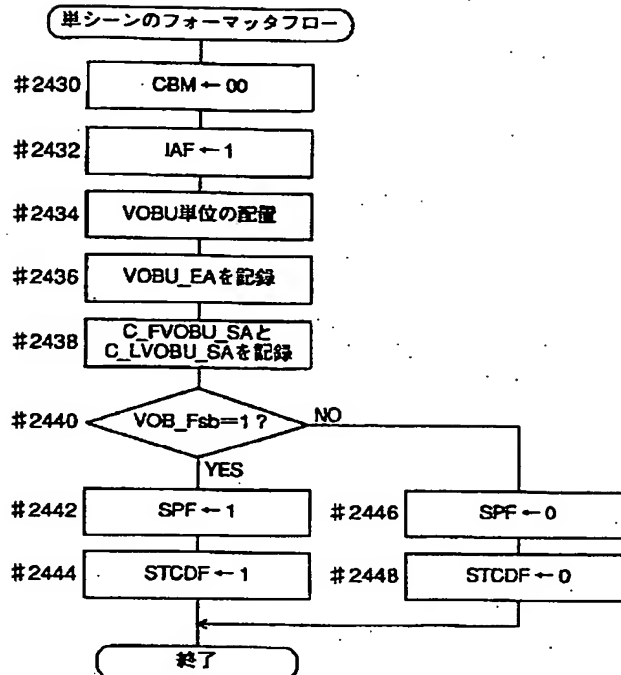 単シーンのフォーマッタフロー
#2430
CBM←00
#2432
IAF←1
#2434
VOBU単位の配置
#2436
VOBU_EAを記録
#2438
C_FVOBU_SAと
C_LVOBU_SAを記録
#2440
VOB_Fsb=1？
NO
YES
#2442
SPF←1
#2446
SPF←0
#2444
STCDF←1
#2448
STCDF←0
終了